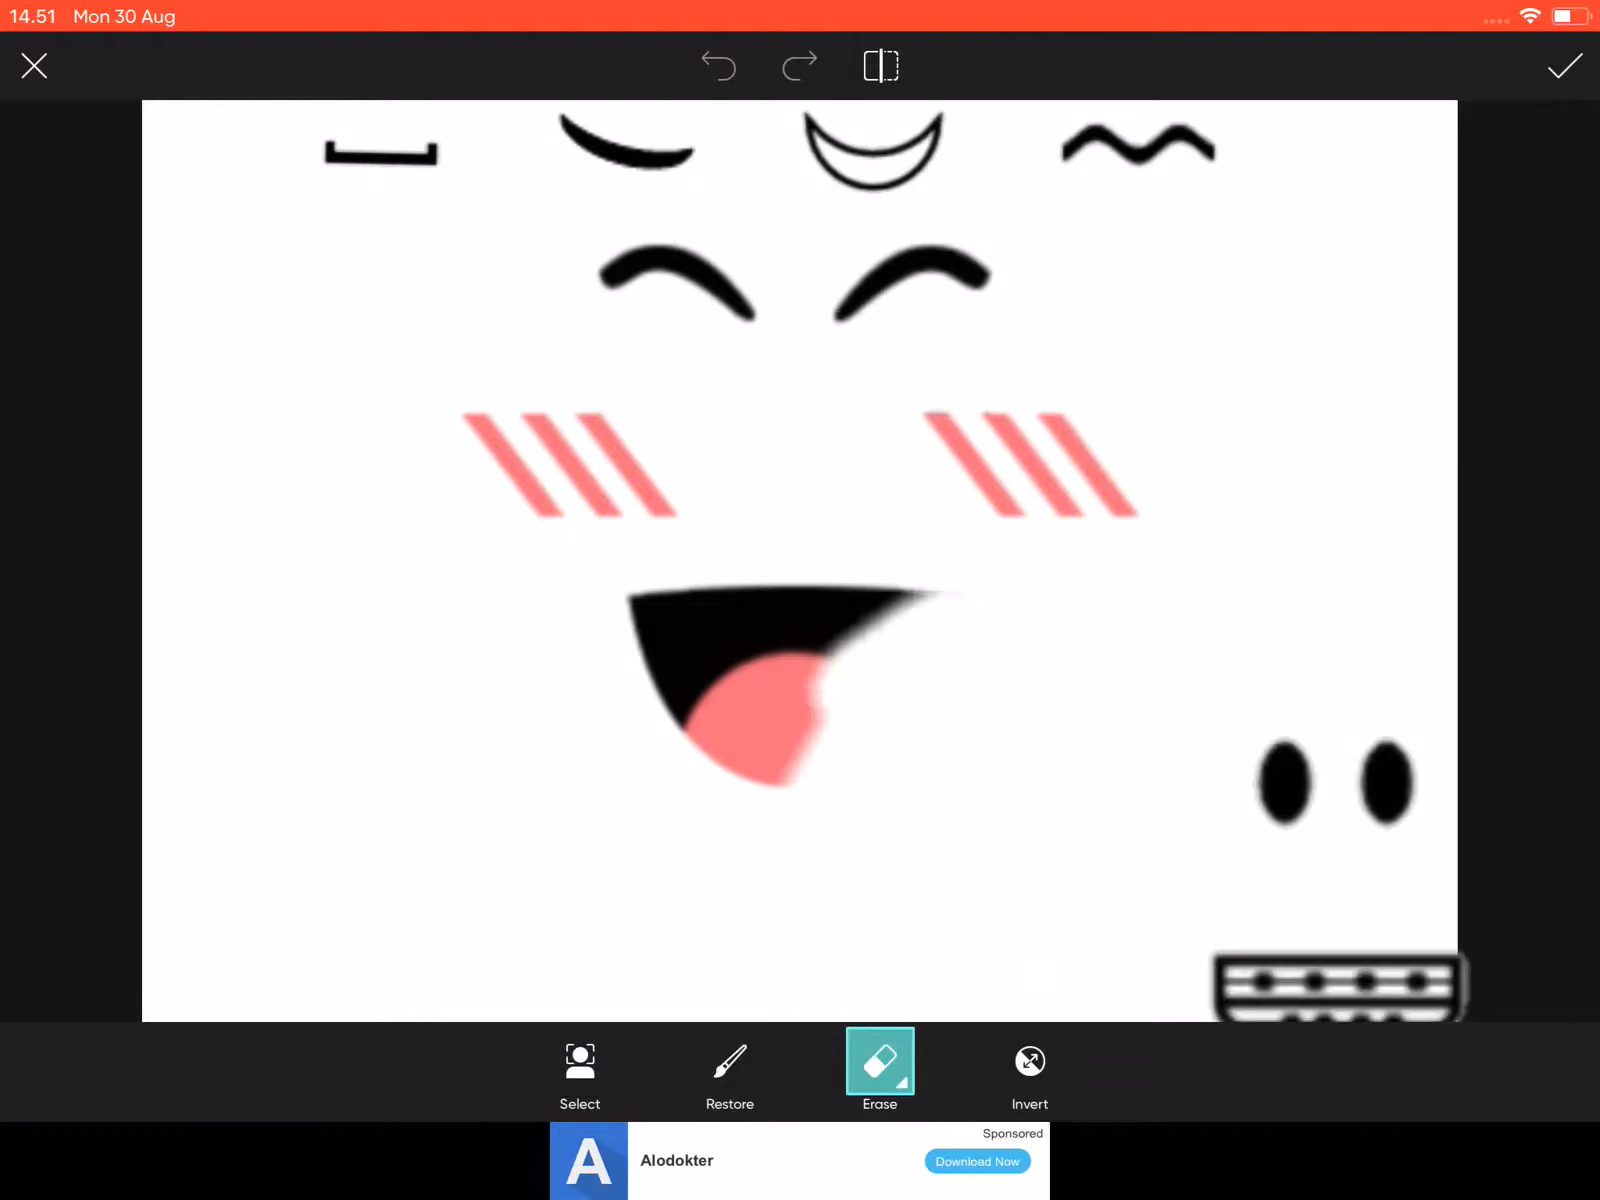 14.51 Mon 30 Aug
Select
Restore
Erase
Invert
Sponsored
A
Alodokter
Download Now